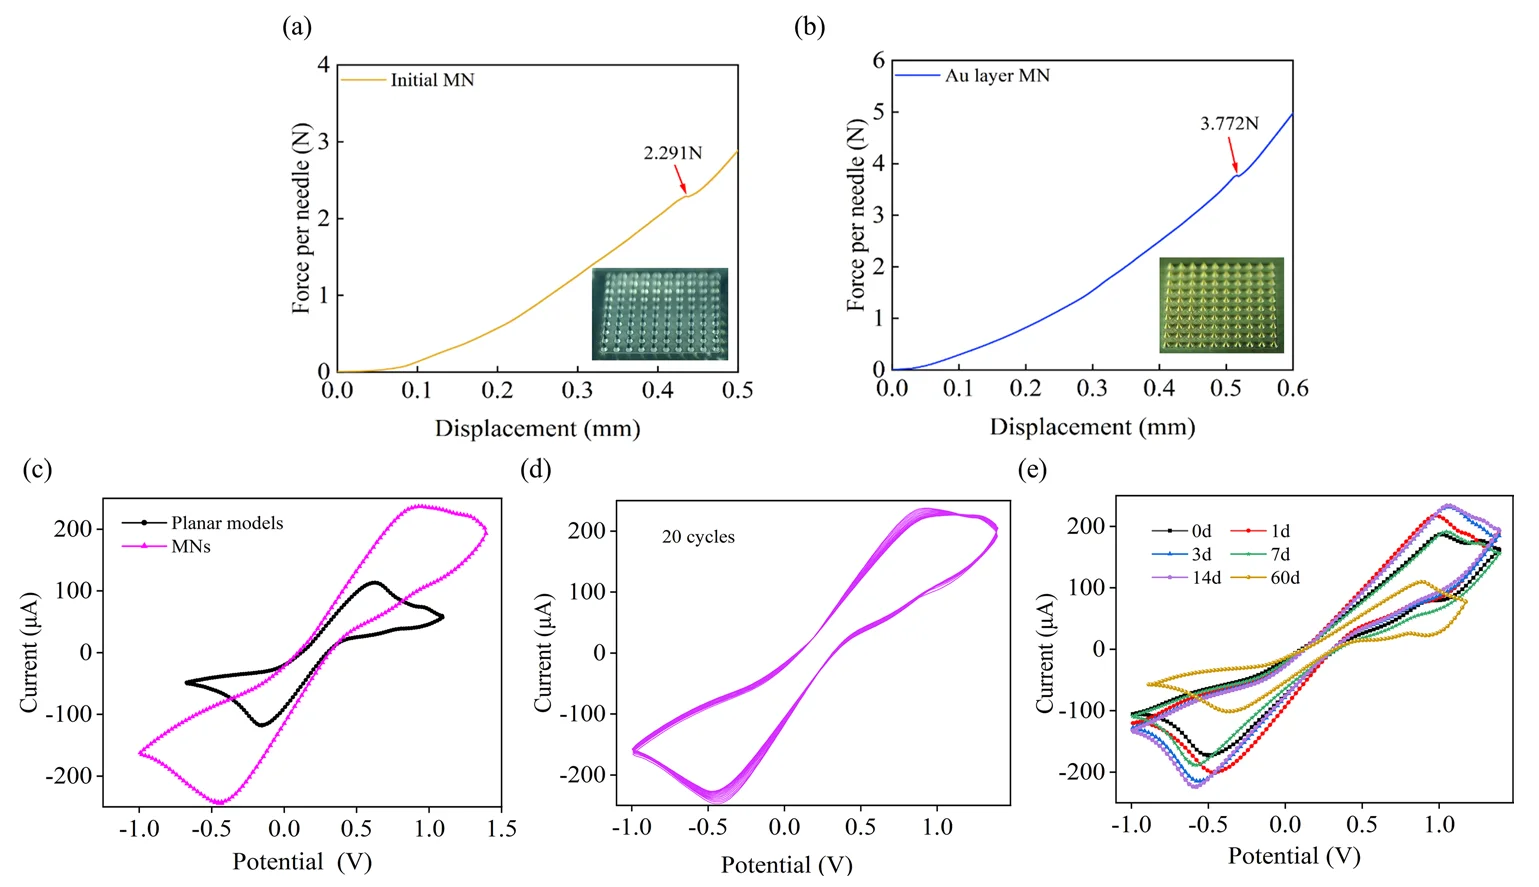 (a)
4
3
2
1
0
Force per needle (N)
Initial MN
2.291N
0.0 0.1 0.2 0.3 0.4 0.5
Displacement (mm)
(b)
6
5
4
3
2
1
0
Force per needle (N)
Au layer MN
3.772N
0.0 0.1 0.2 0.3 0.4 0.5 0.6
Displacement (mm)
(c)
200
100
0
-100
-200
Current (μA)
Planar models
MNs
-1.0 -0.5 0.0 0.5 1.0 1.5
Potential (V)
(d)
200
100
0
-100
-200
Current (μA)
20 cycles
-1.0 -0.5 0.0 0.5 1.0
Potential (V)
(e)
200
100
0
-100
-200
Current (μA)
0d 1d
3d 7d
14d 60d
-1.0 -0.5 0.0 0.5 1.0
Potential (V)